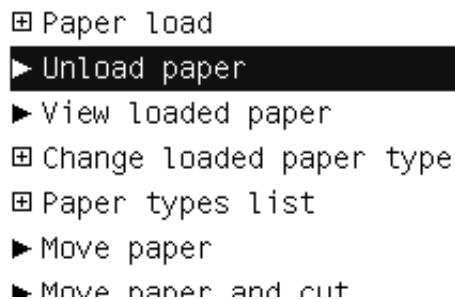 Paper load
Unload paper
View loaded paper
Change loaded paper type
Paper types list
Move paper
Move paper and cut